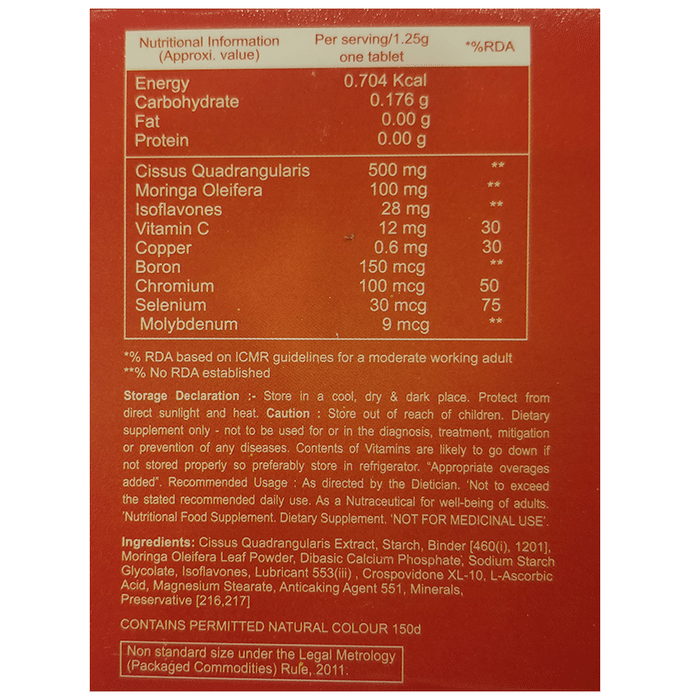 Nutritional Information Per serving/1.25g *%RDA
(Approxi. value) one tablet
Energy 0.704 Kcal
Carbohydrate 0.176 g
Fat 0.00 g
Protein 0.00 g
Cissus Quadrangularis 500 mg **
Moringa Oleifera 100 mg **
Isoflavones 28 mg **
Vitamin C 12 mg 30
Copper 0.6 mg 30
Boron 150 mcg **
Chromium 100 mcg 50
Selenium 30 mcg 75
Molybdenum 9 mcg **
*% RDA based on ICMR guidelines for a moderate working adult
**% No RDA established
Storage Declaration :- Store in a cool, dry & dark place. Protect from
direct sunlight and heat. Caution : Store out of reach of children. Dietary
supplement only - not to be used for or in the diagnosis, treatment, mitigation
or prevention of any diseases. Contents of Vitamins are likely to go down if
not stored properly so preferably store in refrigerator. "Appropriate overages
added". Recommended Usage : As directed by the Dietician. 'Not to exceed
the stated recommended daily use. As a Nutraceutical for well-being of adults.
'Nutritional Food Supplement. Dietary Supplement. 'NOT FOR MEDICINAL USE'.
Ingredients: Cissus Quadrangularis Extract, Starch, Binder [460(i), 1201],
Moringa Oleifera Leaf Powder, Dibasic Calcium Phosphate, Sodium Starch
Glycolate, Isoflavones, Lubricant 553(iii) , Crospovidone XL-10, L-Ascorbic
Acid, Magnesium Stearate, Anticaking Agent 551, Minerals,
Preservative [216,217]
CONTAINS PERMITTED NATURAL COLOUR 150d
Non standard size under the Legal Metrology
(Packaged Commodities) Rule, 2011.